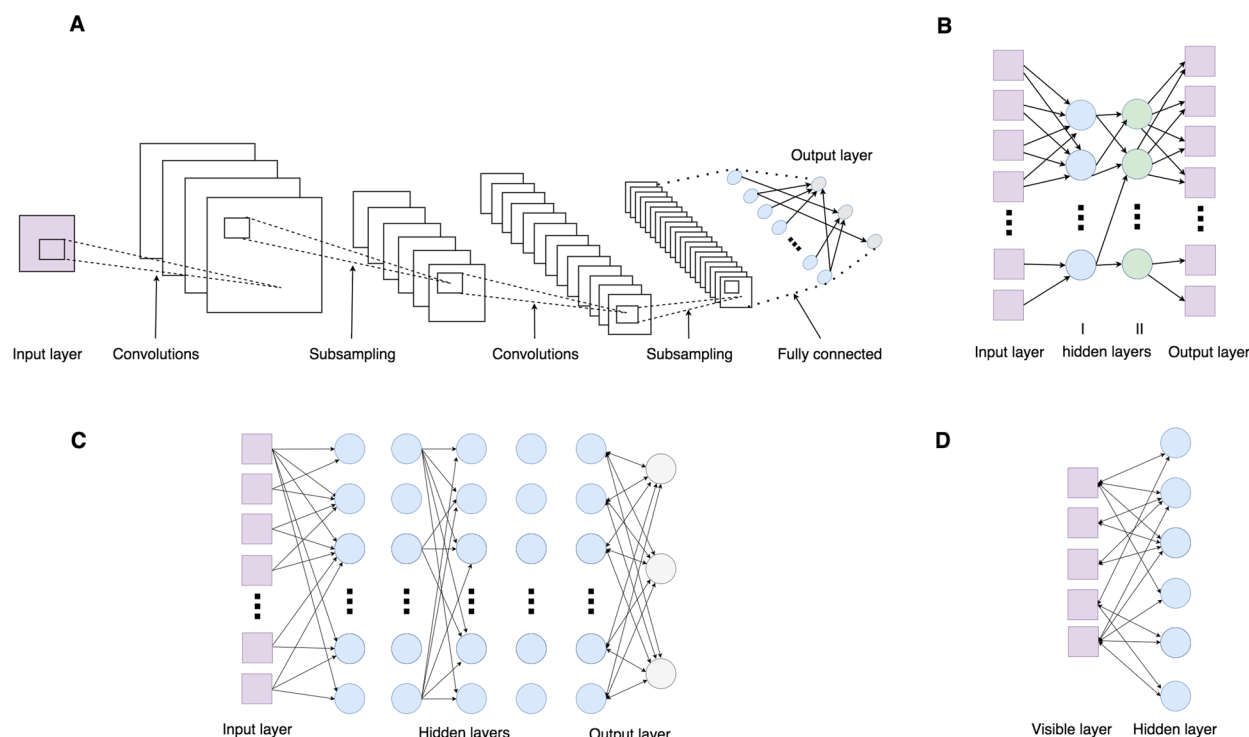 A
Output layer
Input layer
Convolutions
Subsampling
Convolutions
Subsampling
Fully connected
B
I
II
Input layer
hidden layers
Output layer
C
Input layer
Hidden layers
Output layer
D
Visible layer
Hidden layer